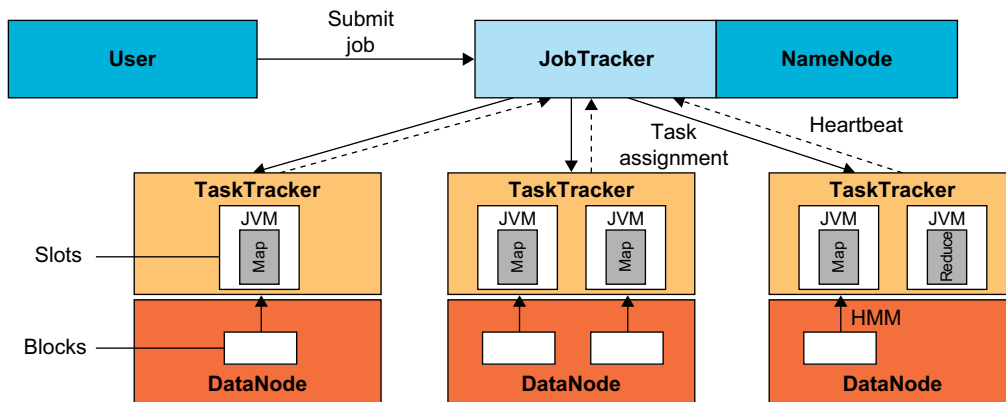 Submit
job
User
JobTracker
NameNode
Task
assignment
Heartbeat
TaskTracker
TaskTracker
TaskTracker
JVM
JVM
JVM
JVM
JVM
Map
Map
Map
Map
Reduce
Slots
HMM
Blocks
DataNode
DataNode
DataNode